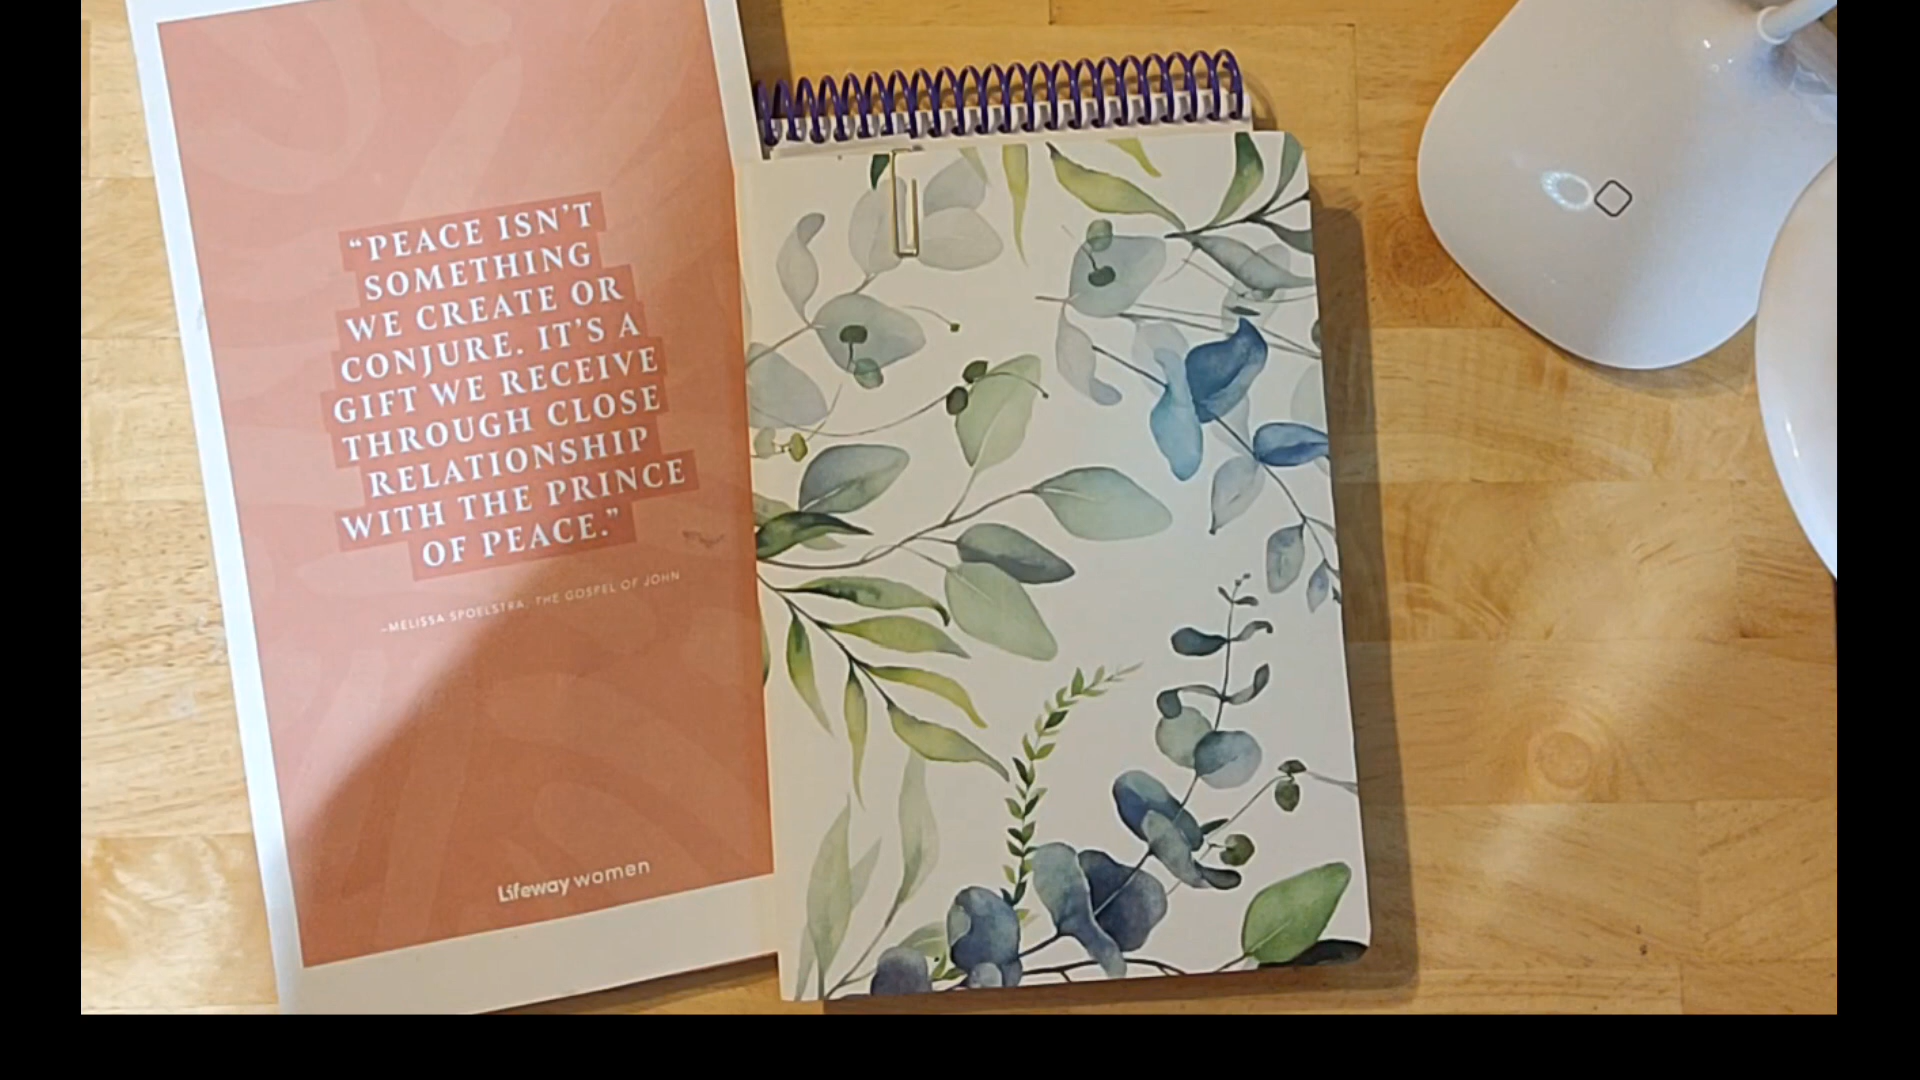 “PEACE ISN’T
SOMETHING
WE CREATE OR
CONJURE. IT’S A
GIFT WE RECEIVE
THROUGH CLOSE
RELATIONSHIP
WITH THE PRINCE
OF PEACE.”
–MELISSA SPOELSTRA, THE GOSPEL OF JOHN
Lifeway women